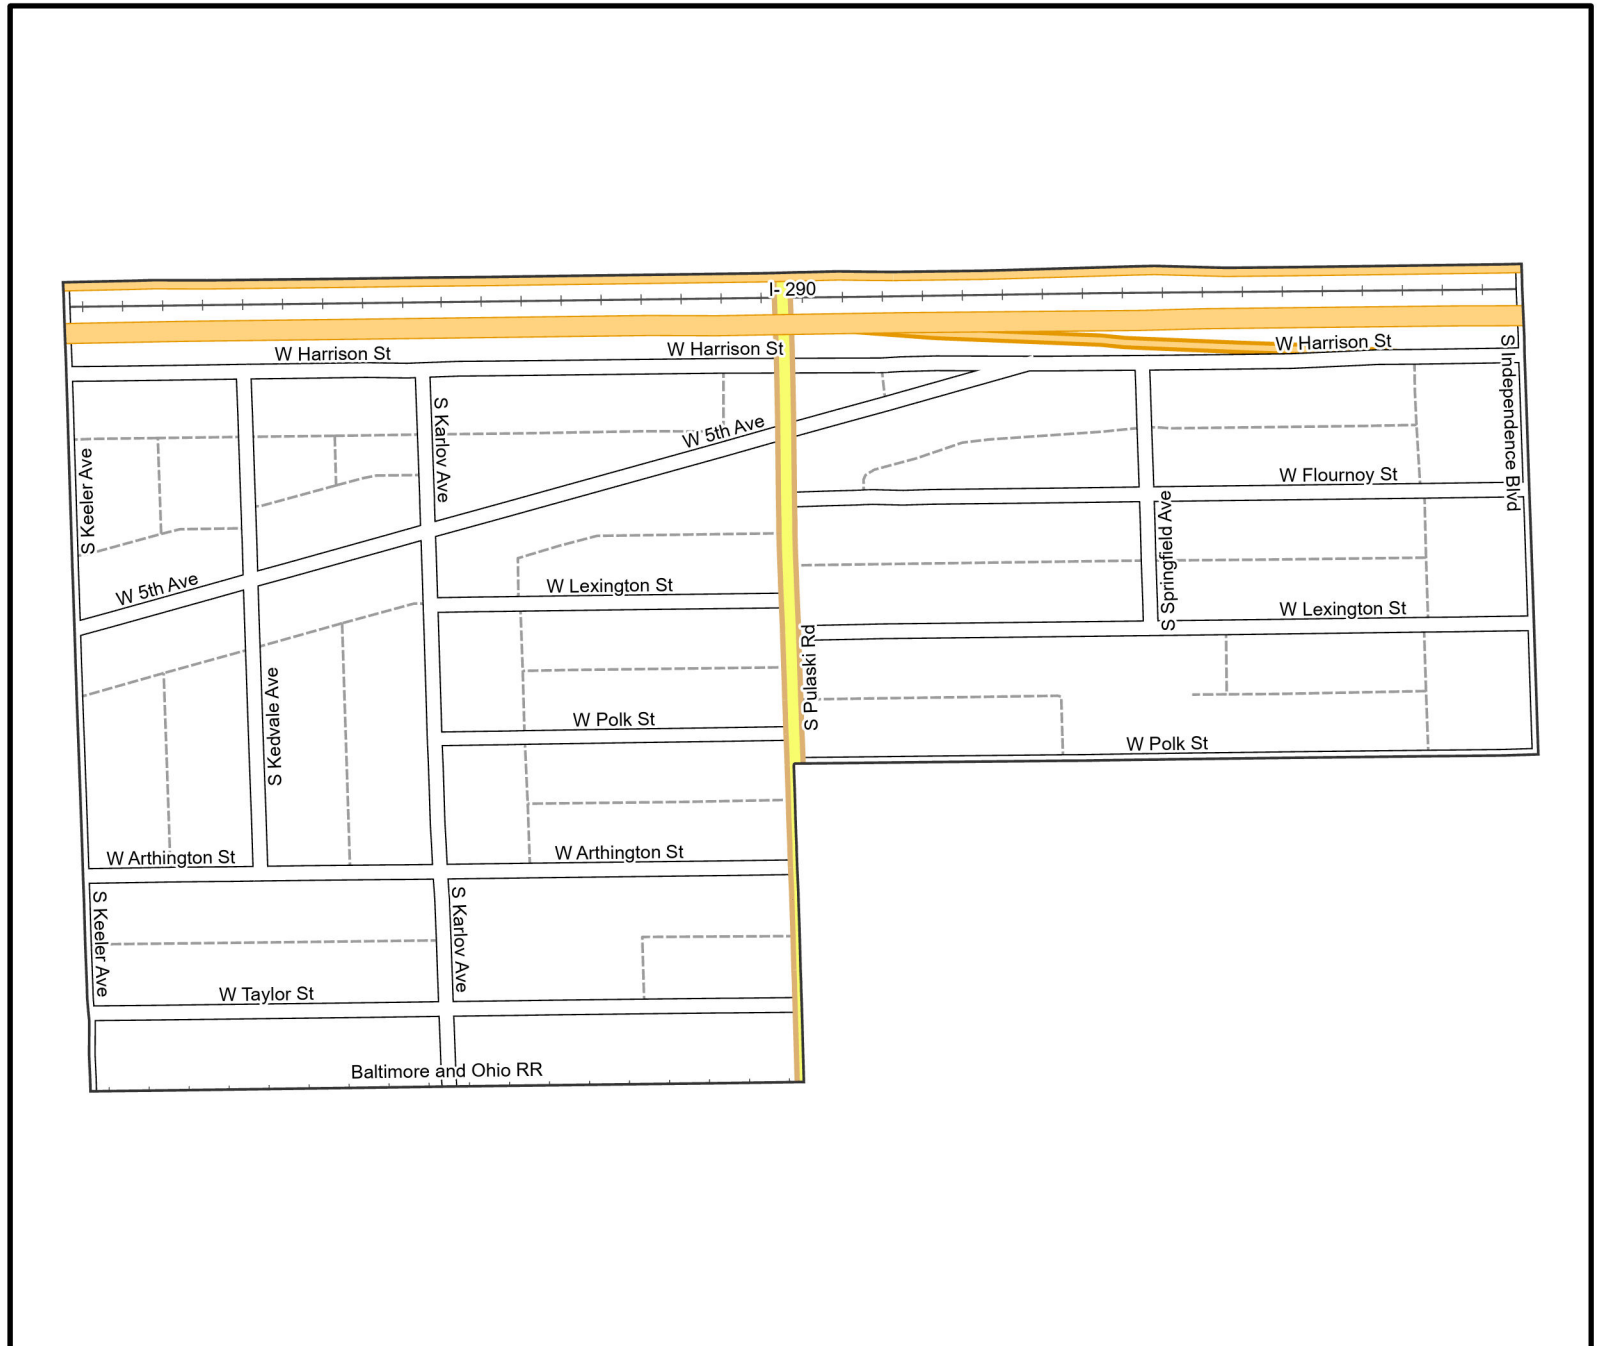 I- 290
W Harrison St
W Harrison St
W Harrison St
S Independence Blvd
S Karlov Ave
W 5th Ave
S Keeler Ave
W Flournoy St
S Springfield Ave
W 5th Ave
W Lexington St
W Lexington St
S Pulaski Rd
S Kedvale Ave
W Polk St
W Polk St
W Arthington St
W Arthington St
S Keeler Ave
S Karlov Ave
W Taylor St
Baltimore and Ohio RR